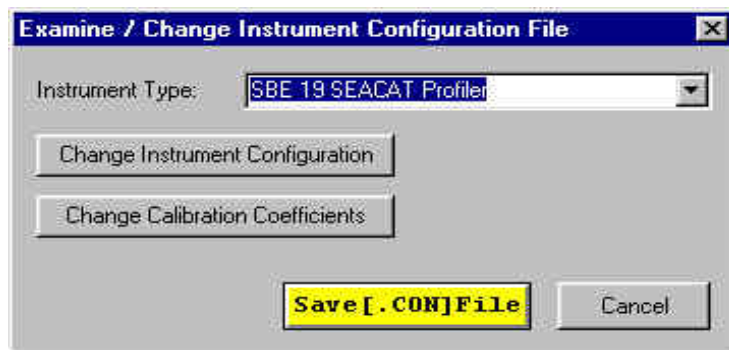 Examine / Change Instrument Configuration File
Instrument Type: SBE 19 SEACAT Profiler
Change Instrument Configuration
Change Calibration Coefficients
Save[.CON]File Cancel